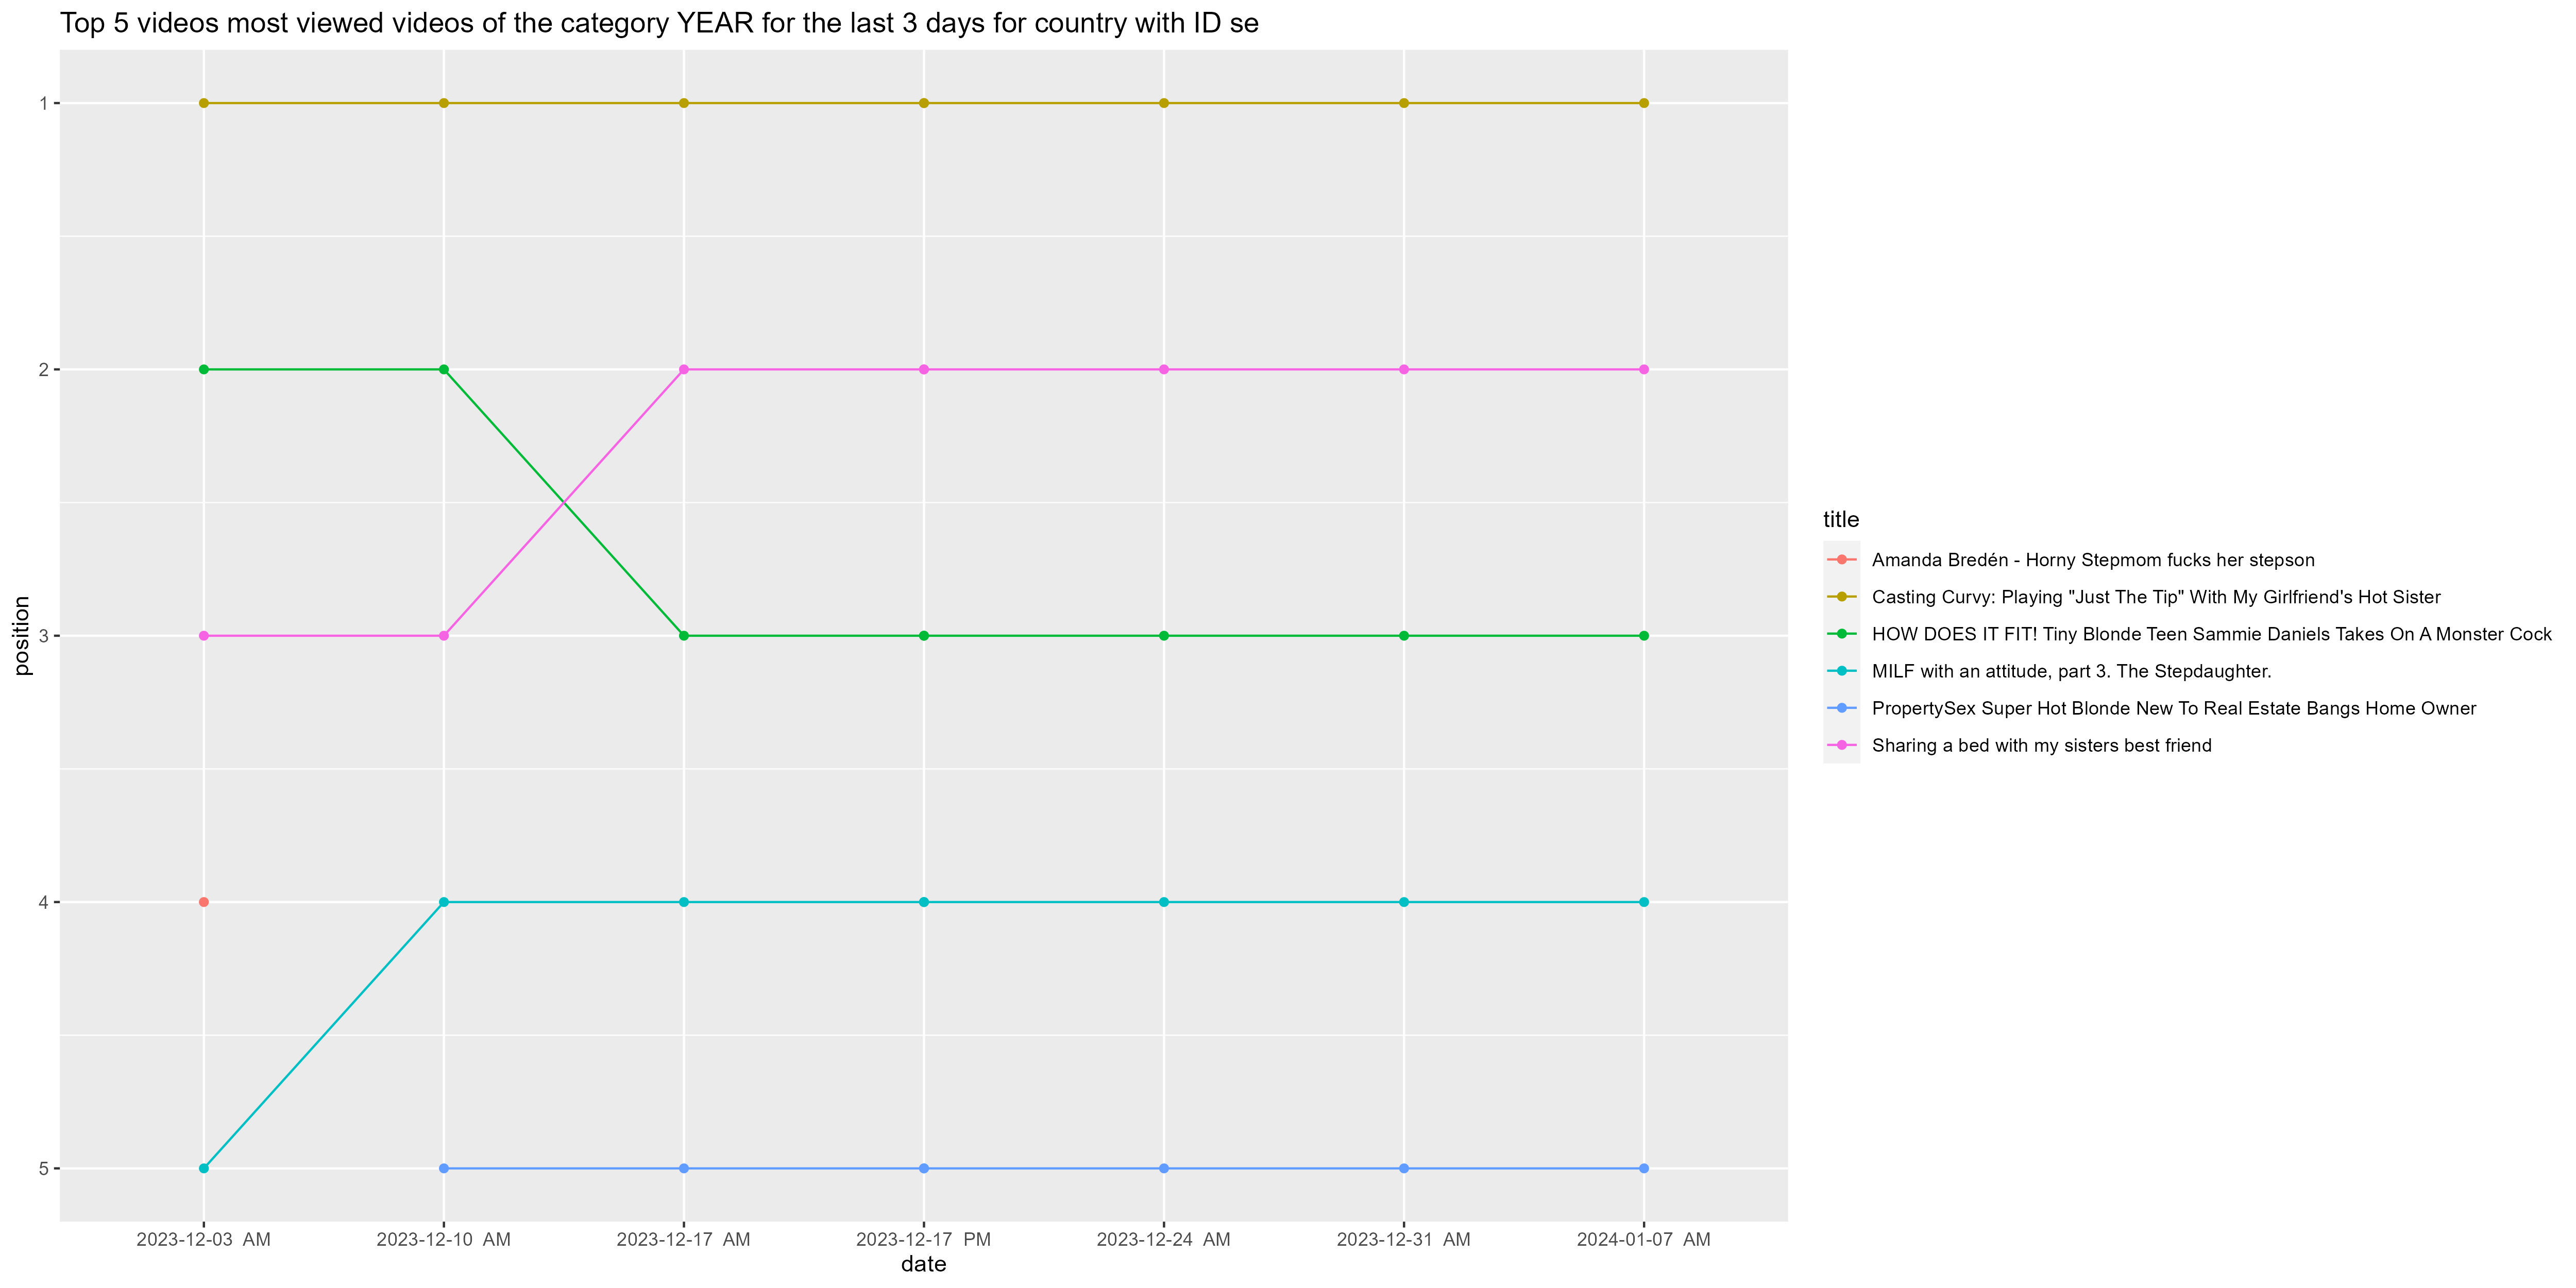 Top 5 videos most viewed videos of the category YEAR for the last 3 days for country with ID se
position
1
2
3
4
5
2023-12-03  AM
2023-12-10  AM
2023-12-17  AM
2023-12-17  PM
2023-12-24  AM
2023-12-31  AM
2024-01-07  AM
date
title
Amanda Bredén - Horny Stepmom fucks her stepson
Casting Curvy: Playing "Just The Tip" With My Girlfriend's Hot Sister
HOW DOES IT FIT! Tiny Blonde Teen Sammie Daniels Takes On A Monster Cock
MILF with an attitude, part 3. The Stepdaughter.
PropertySex Super Hot Blonde New To Real Estate Bangs Home Owner
Sharing a bed with my sisters best friend